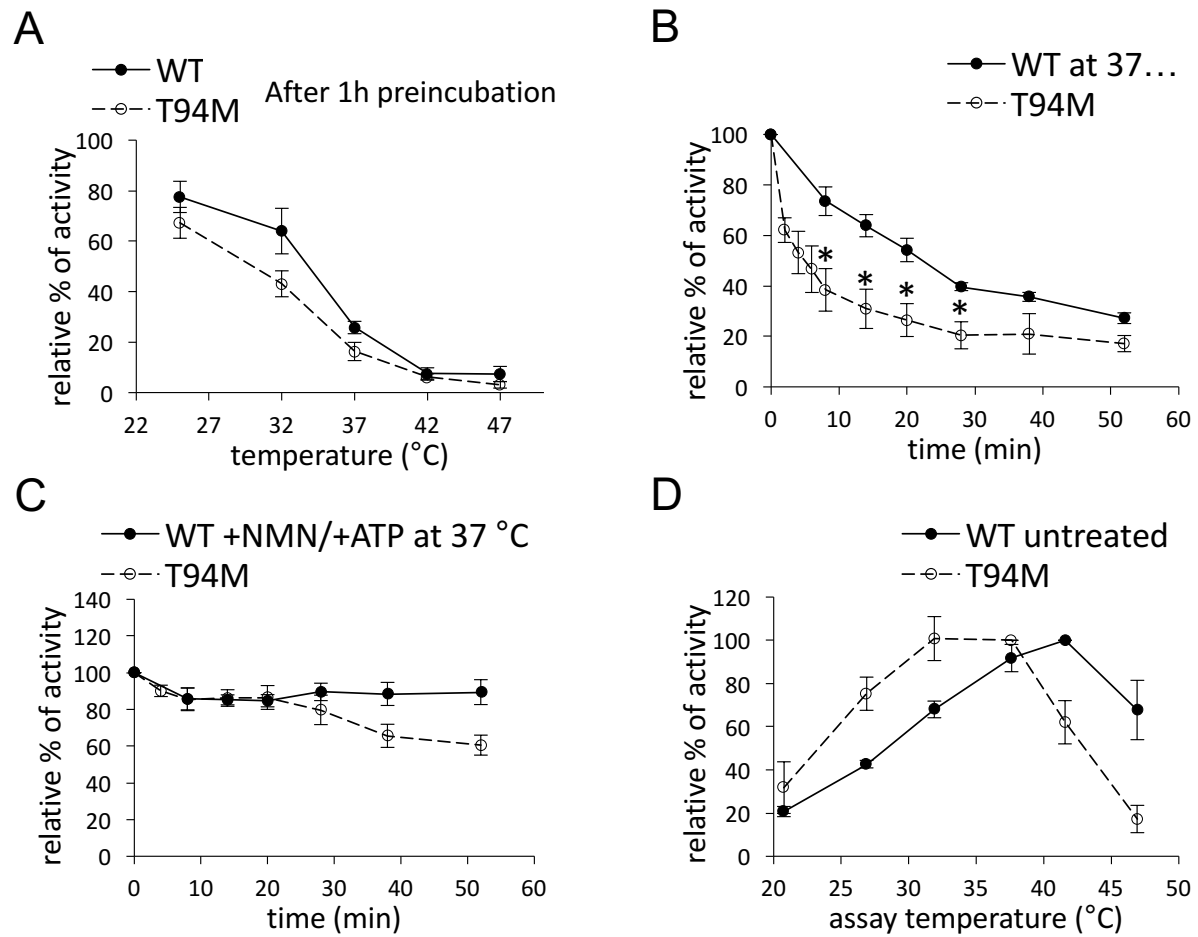 A
WT
T94M
After 1h preincubation
100
80
60
40
20
0
22 27 32 37 42 47
relative % of activity
temperature (°C)
B
WT at 37…
T94M
100
80
60
40
20
0
* * * *
0 10 20 30 40 50 60
relative % of activity
time (min)
C
WT +NMN/+ATP at 37 °C
T94M
140
120
100
80
60
40
20
0
0 10 20 30 40 50 60
relative % of activity
time (min)
D
WT untreated
T94M
120
100
80
60
40
20
0
20 25 30 35 40 45 50
relative % of activity
assay temperature (°C)